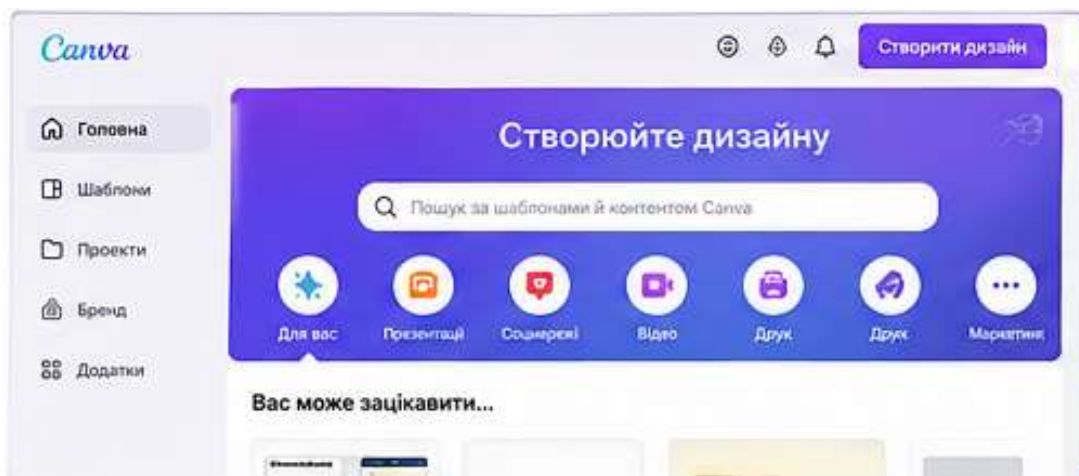 Canva
Створити дизайн
Головна
Шаблони
Проекти
Бренд
Додатки
Створюйте дизайну
Пошук за шаблонами й контентом Canva
Для вас
Презентації
Соцмережі
Відео
Друк
Друк
Маркетинг
Вас може зацікавити...